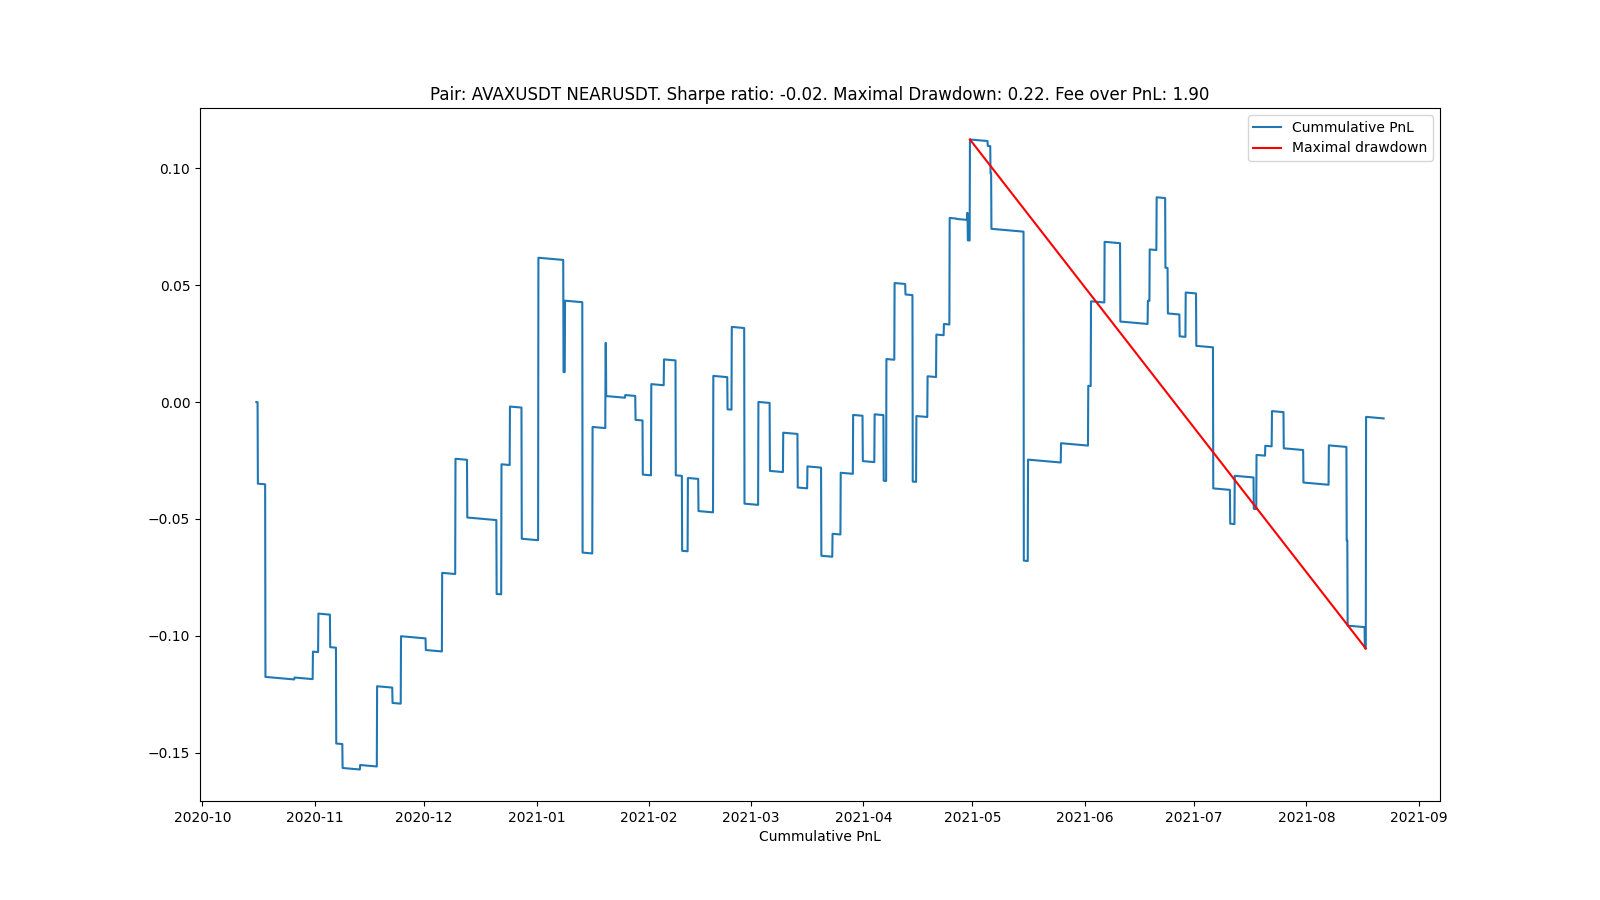 Pair: AVAXUSDT NEARUSDT. Sharpe ratio: -0.02. Maximal Drawdown: 0.22. Fee over PnL: 1.90
Cummulative PnL
Maximal drawdown
0.10
0.05
0.00
−0.05
−0.10
−0.15
2020-10 2020-11 2020-12 2021-01 2021-02 2021-03 2021-04 2021-05 2021-06 2021-07 2021-08 2021-09
Cummulative PnL